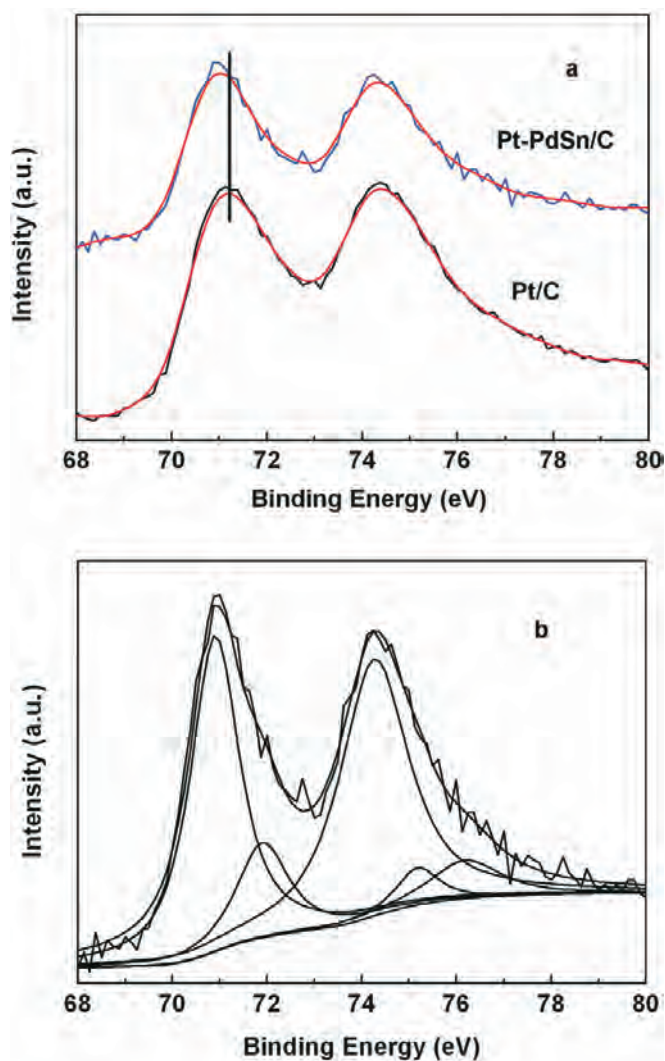 a
Pt-PdSn/C
Pt/C
Intensity (a.u.)
68 70 72 74 76 78 80
Binding Energy (eV)
b
Intensity (a.u.)
68 70 72 74 76 78 80
Binding Energy (eV)